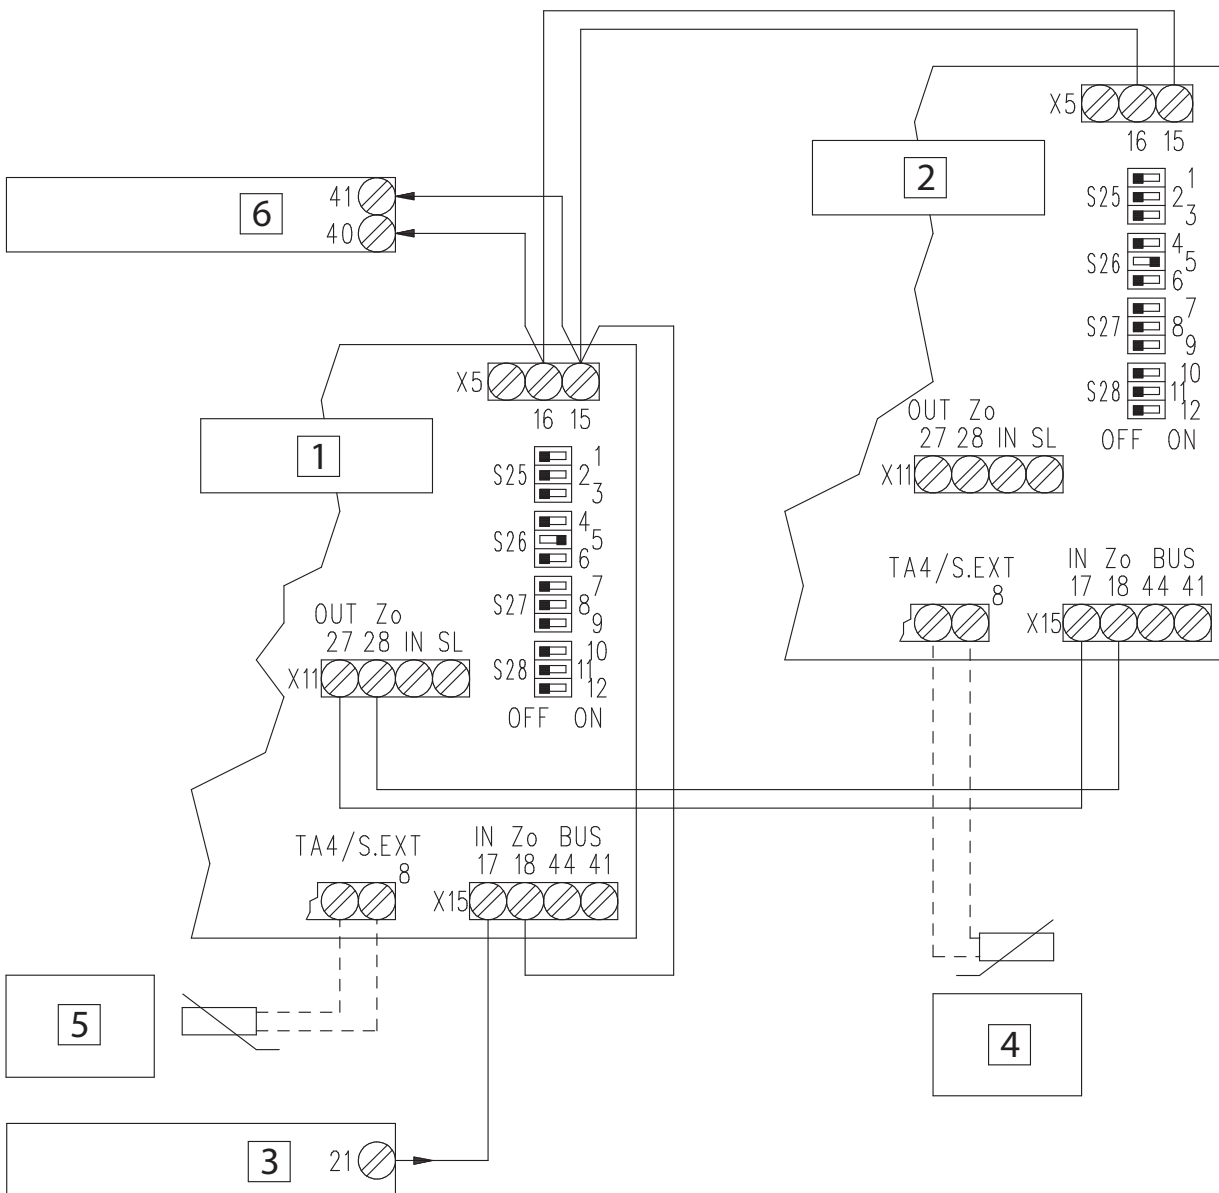 X5
16 15
2
S25 1 2 3
S26 4 5 6
S27 7 8 9
S28 10 11 12
OFF ON
OUT Zo
27 28 IN SL
X11
TA4/S.EXT
8
IN Zo BUS
17 18 44 41
X15
6
41
40
X5
16 15
1
S25 1 2 3
S26 4 5 6
S27 7 8 9
S28 10 11 12
OFF ON
OUT Zo
27 28 IN SL
X11
TA4/S.EXT
8
IN Zo BUS
17 18 44 41
X15
5
4
3
21